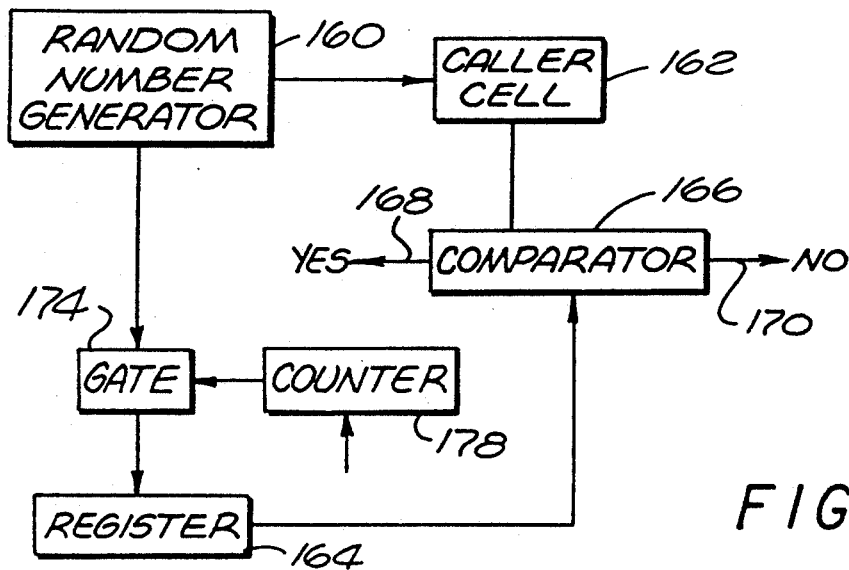 RANDOM
NUMBER
GENERATOR
160
CALLER
CELL
162
166
168
YES
COMPARATOR
NO
170
174
GATE
COUNTER
178
REGISTER
164
FIG